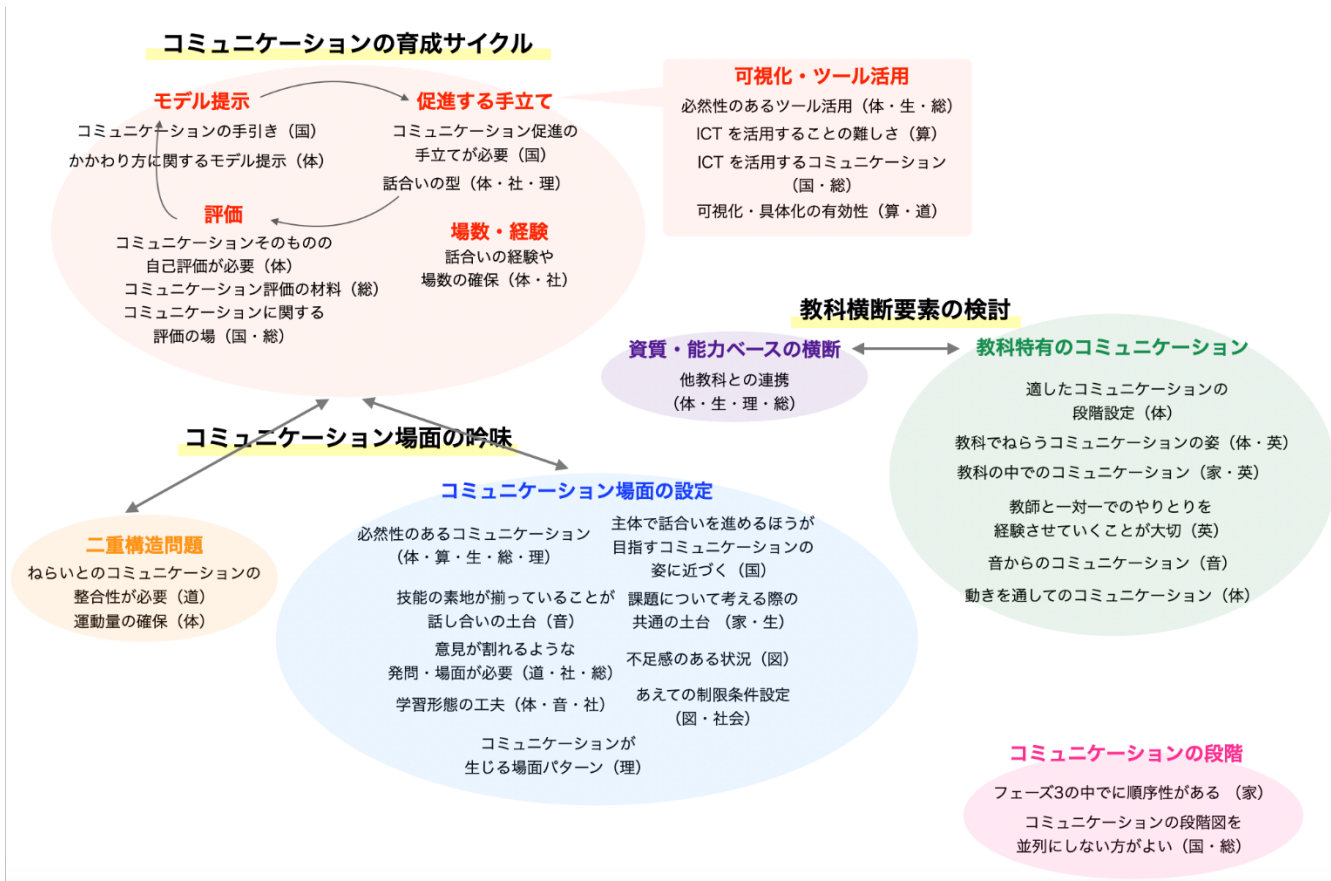 コミュニケーションの育成サイクル
モデル提示
コミュニケーションの手引き（国）
かかわり方に関するモデル提示（体）
促進する手立て
コミュニケーション促進の
手立てが必要（国）
話合いの型（体・社・理）
評価
コミュニケーションそのものの
自己評価が必要（体）
コミュニケーション評価の材料（総）
コミュニケーションに関する
評価の場（国・総）
場数・経験
話合いの経験や
場数の確保（体・社）
可視化・ツール活用
必然性のあるツール活用（体・生・総）
ICT を活用することの難しさ（算）
ICT を活用するコミュニケーション
（国・総）
可視化・具体化の有効性（算・道）
教科横断要素の検討
資質・能力ベースの横断
他教科との連携
（体・生・理・総）
教科特有のコミュニケーション
適したコミュニケーションの
段階設定（体）
教科でねらうコミュニケーションの姿（体・英）
教科の中でのコミュニケーション（家・英）
教師と一対一でのやりとりを
経験させていくことが大切（英）
音からのコミュニケーション（音）
動きを通してのコミュニケーション（体）
コミュニケーション場面の吟味
二重構造問題
ねらいとのコミュニケーションの
整合性が必要（道）
運動量の確保（体）
コミュニケーション場面の設定
必然性のあるコミュニケーション
（体・算・生・総・理）
技能の素地が揃っていることが
話し合いの土台（音）
意見が割れるような
発問・場面が必要（道・社・総）
学習形態の工夫（体・音・社）
主体で話合いを進めるほうが
目指すコミュニケーションの
姿に近づく（国）
課題について考える際の
共通の土台 （家・生）
不足感のある状況（図）
あえての制限条件設定
（図・社会）
コミュニケーションが
生じる場面パターン（理）
コミュニケーションの段階
フェーズ3の中でに順序性がある （家）
コミュニケーションの段階図を
並列にしない方がよい（国・総）